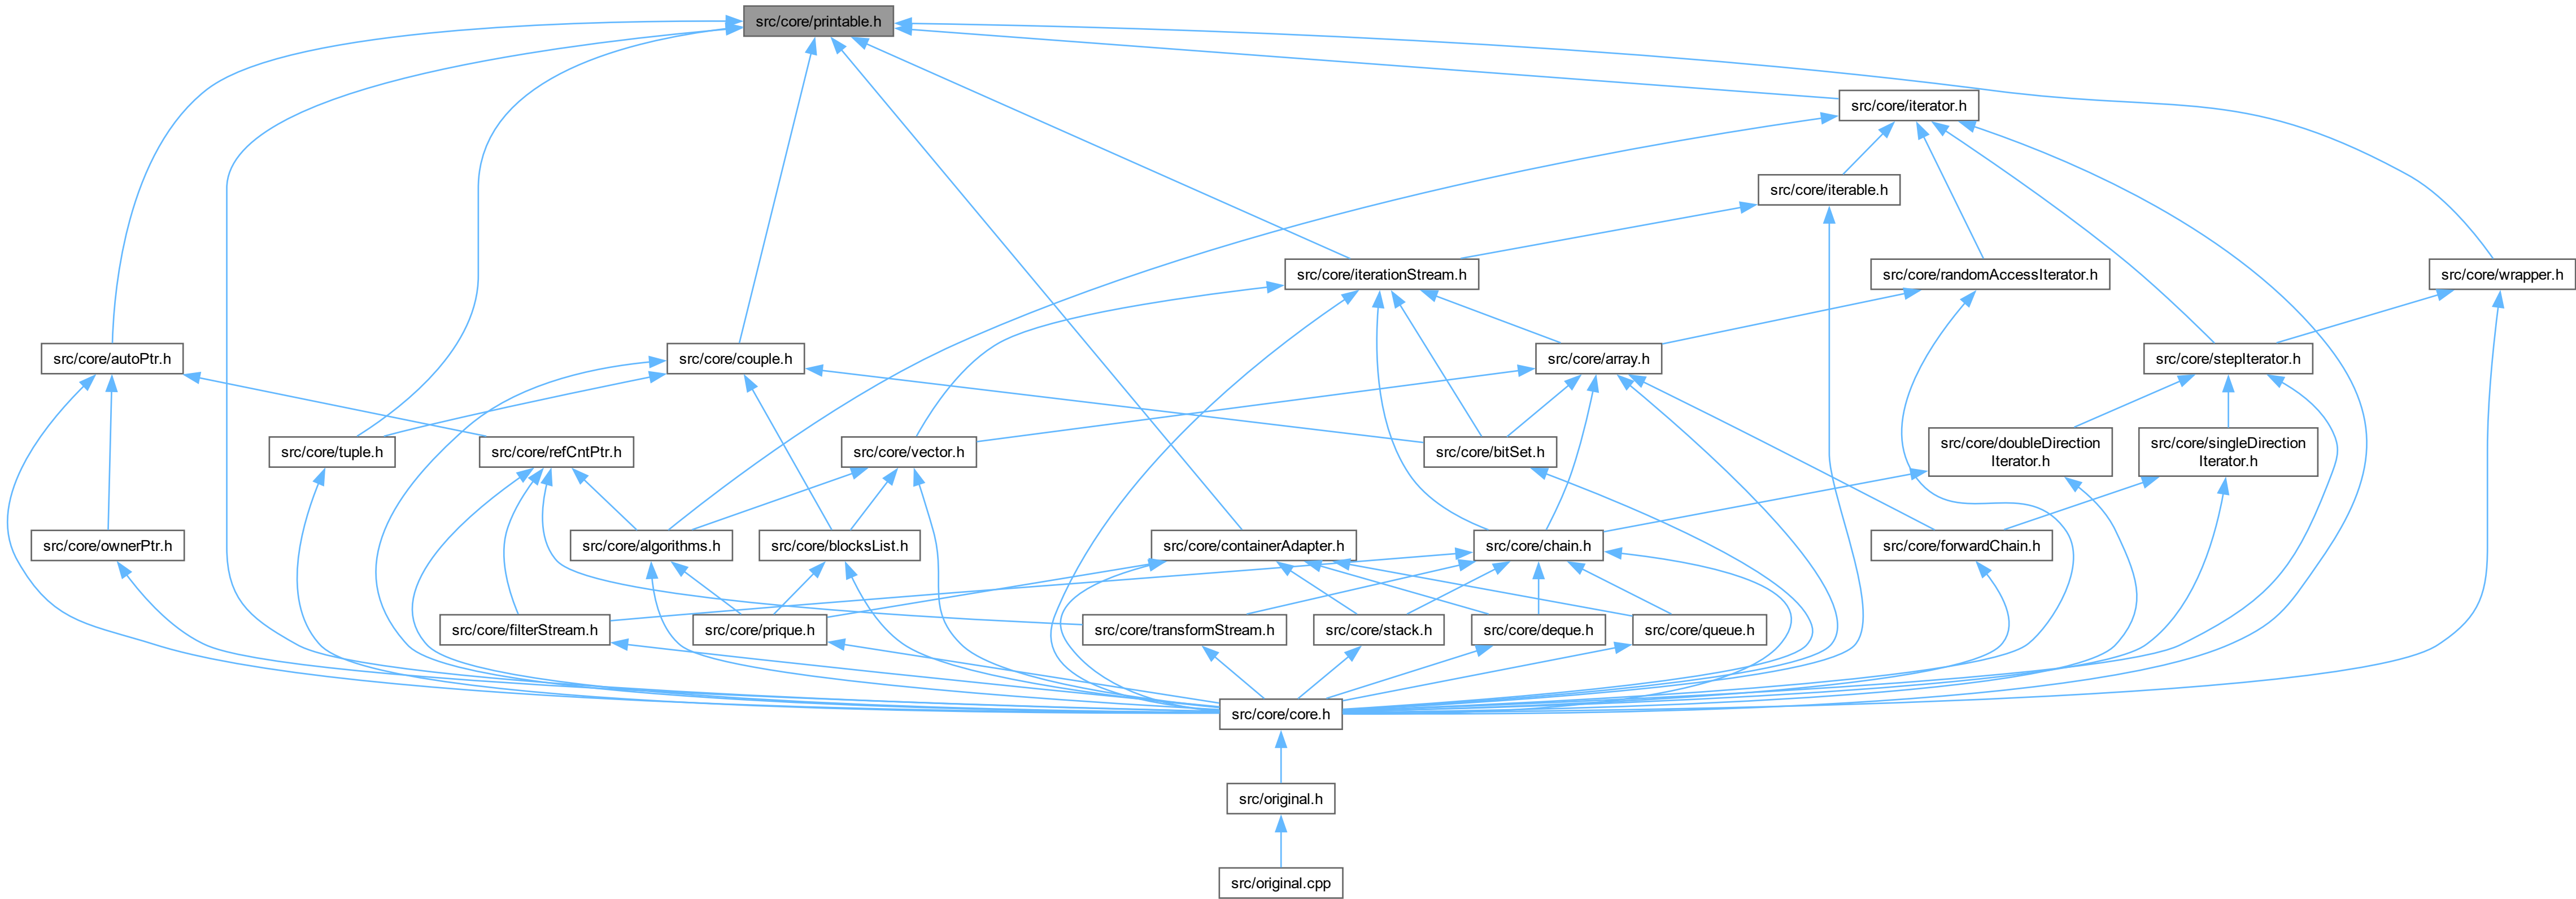 src/core/printable.h
src/core/iterator.h
src/core/iterable.h
src/core/iterationStream.h
src/core/randomAccessIterator.h
src/core/wrapper.h
src/core/autoPtr.h
src/core/couple.h
src/core/array.h
src/core/stepIterator.h
src/core/tuple.h
src/core/refCntPtr.h
src/core/vector.h
src/core/bitSet.h
src/core/doubleDirection
Iterator.h
src/core/singleDirection
Iterator.h
src/core/ownerPtr.h
src/core/algorithms.h
src/core/blocksList.h
src/core/containerAdapter.h
src/core/chain.h
src/core/forwardChain.h
src/core/filterStream.h
src/core/prique.h
src/core/transformStream.h
src/core/stack.h
src/core/deque.h
src/core/queue.h
src/core/core.h
src/original.h
src/original.cpp